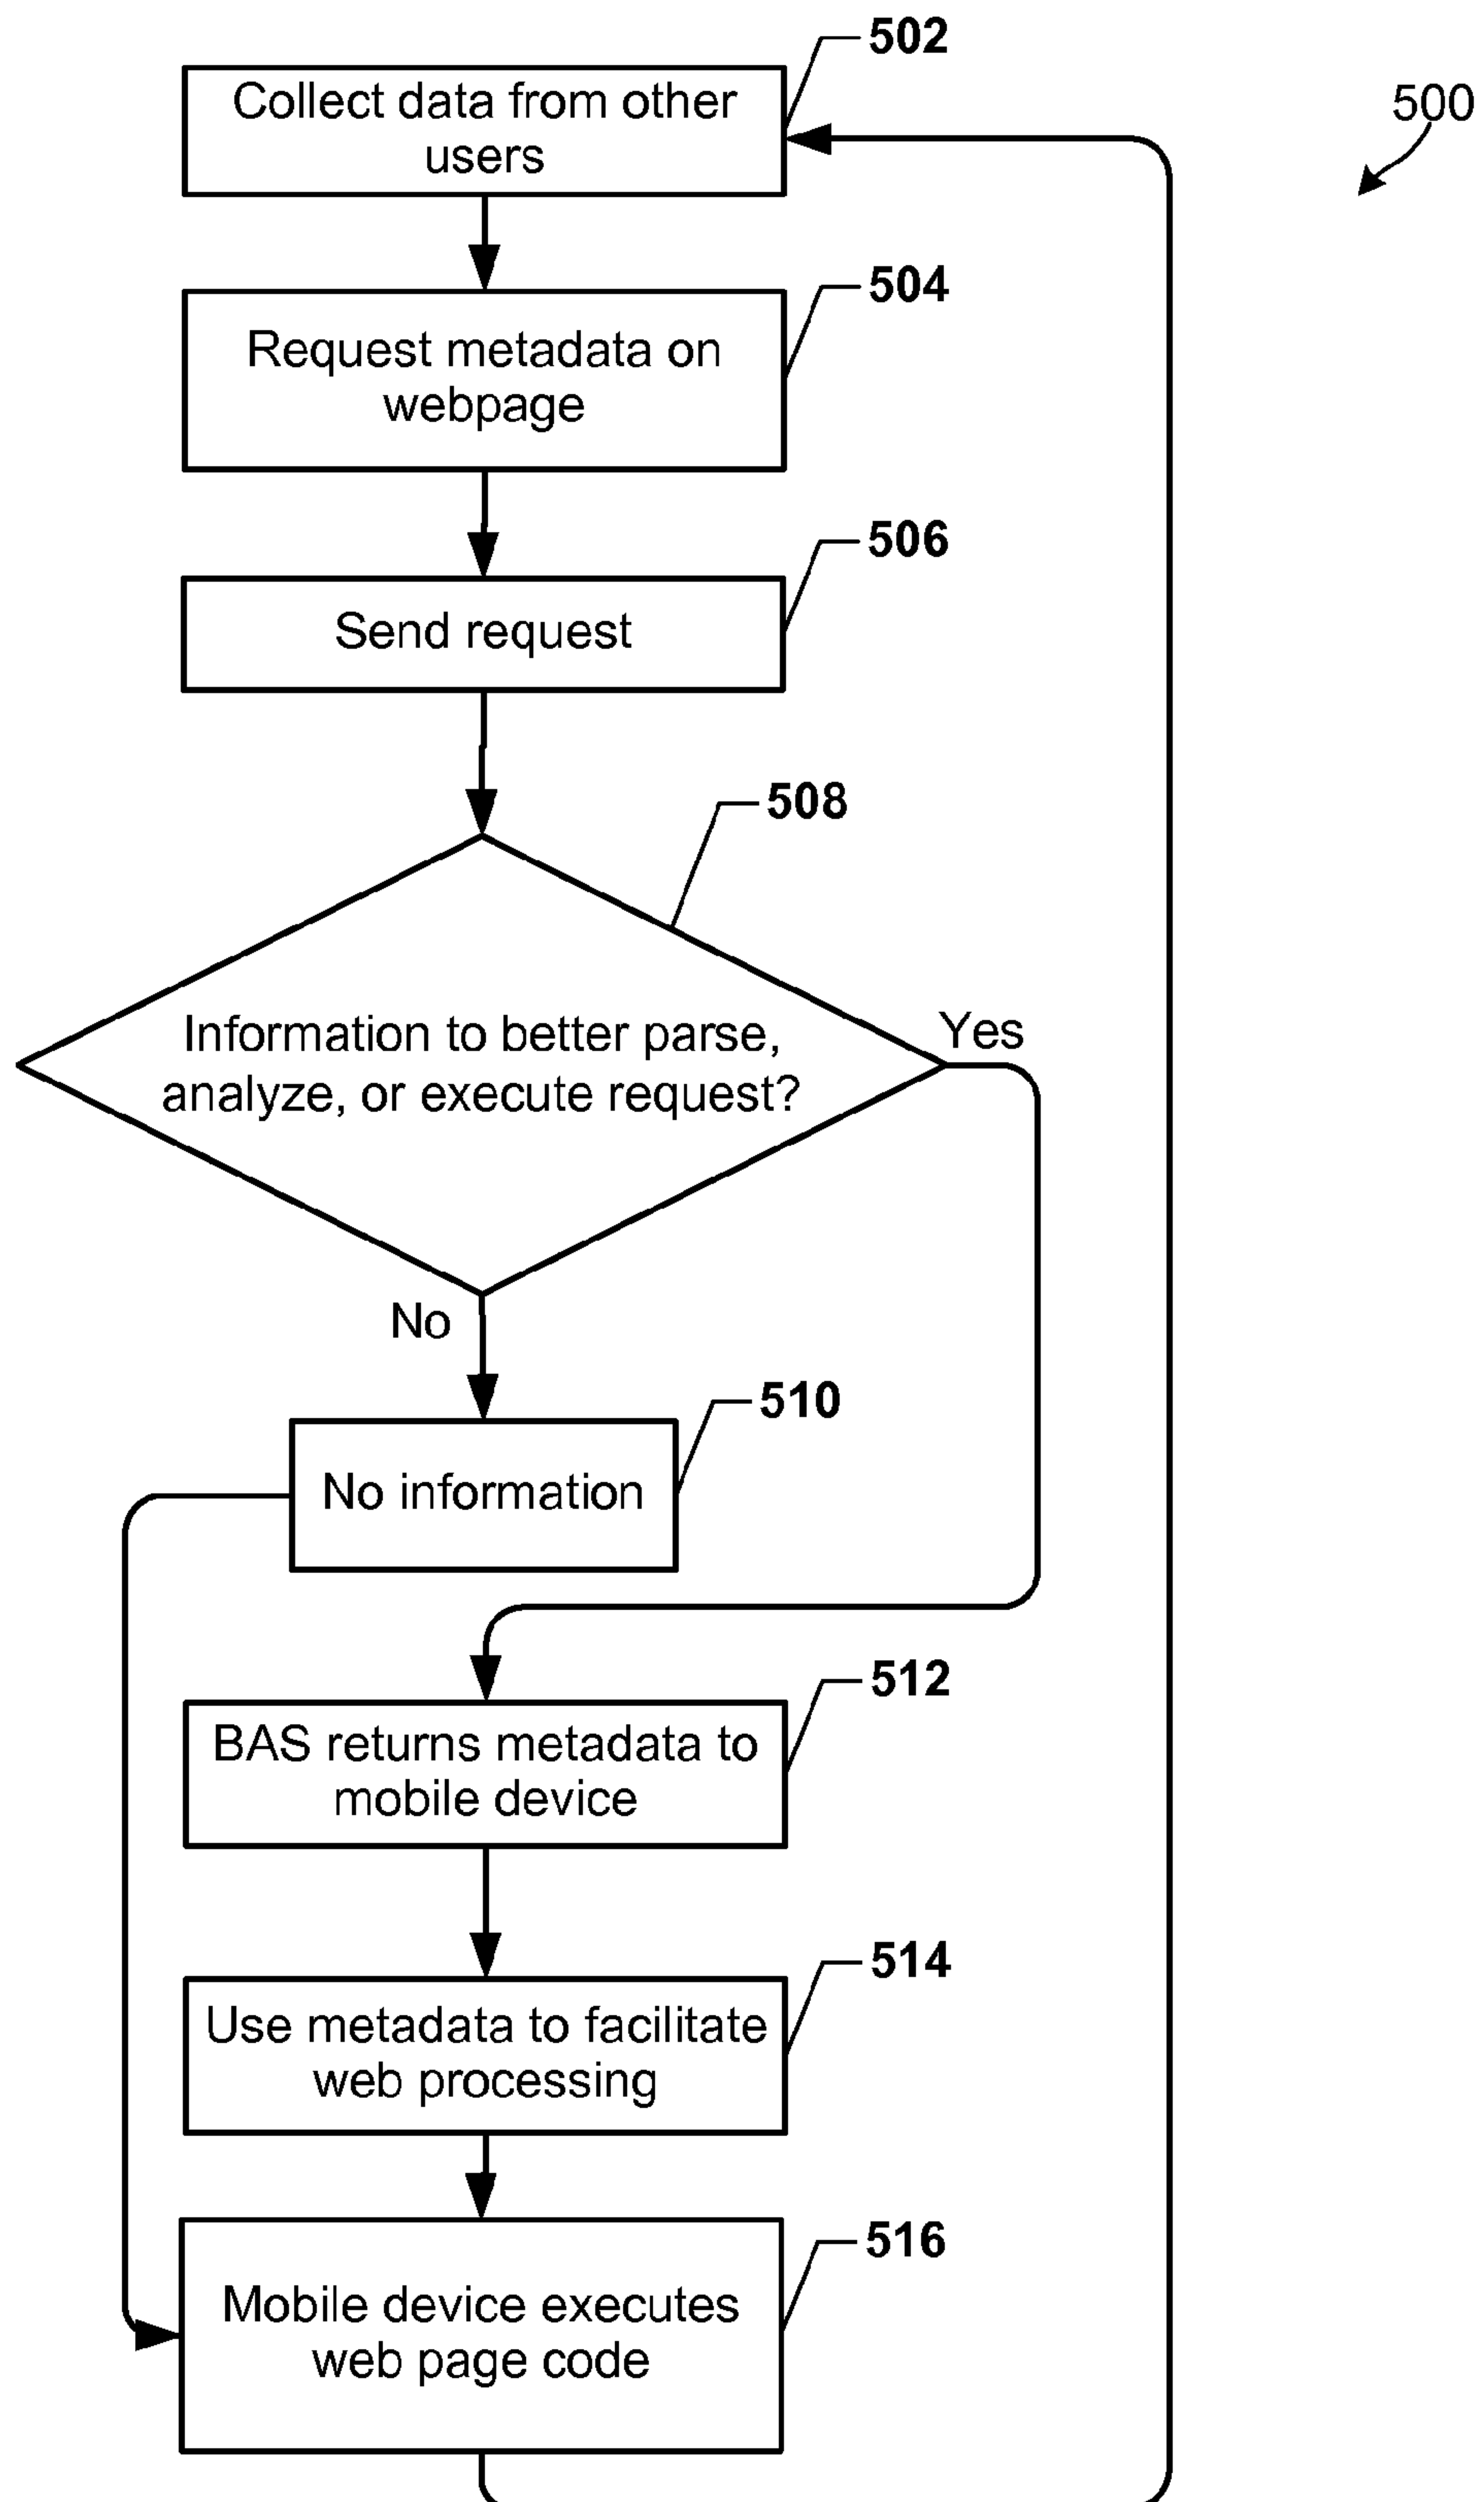 502
500
Collect data from other
users
504
Request metadata on
webpage
506
Send request
508
Information to better parse,
analyze, or execute request?
Yes
No
510
No information
512
BAS returns metadata to
mobile device
514
Use metadata to facilitate
web processing
516
Mobile device executes
web page code